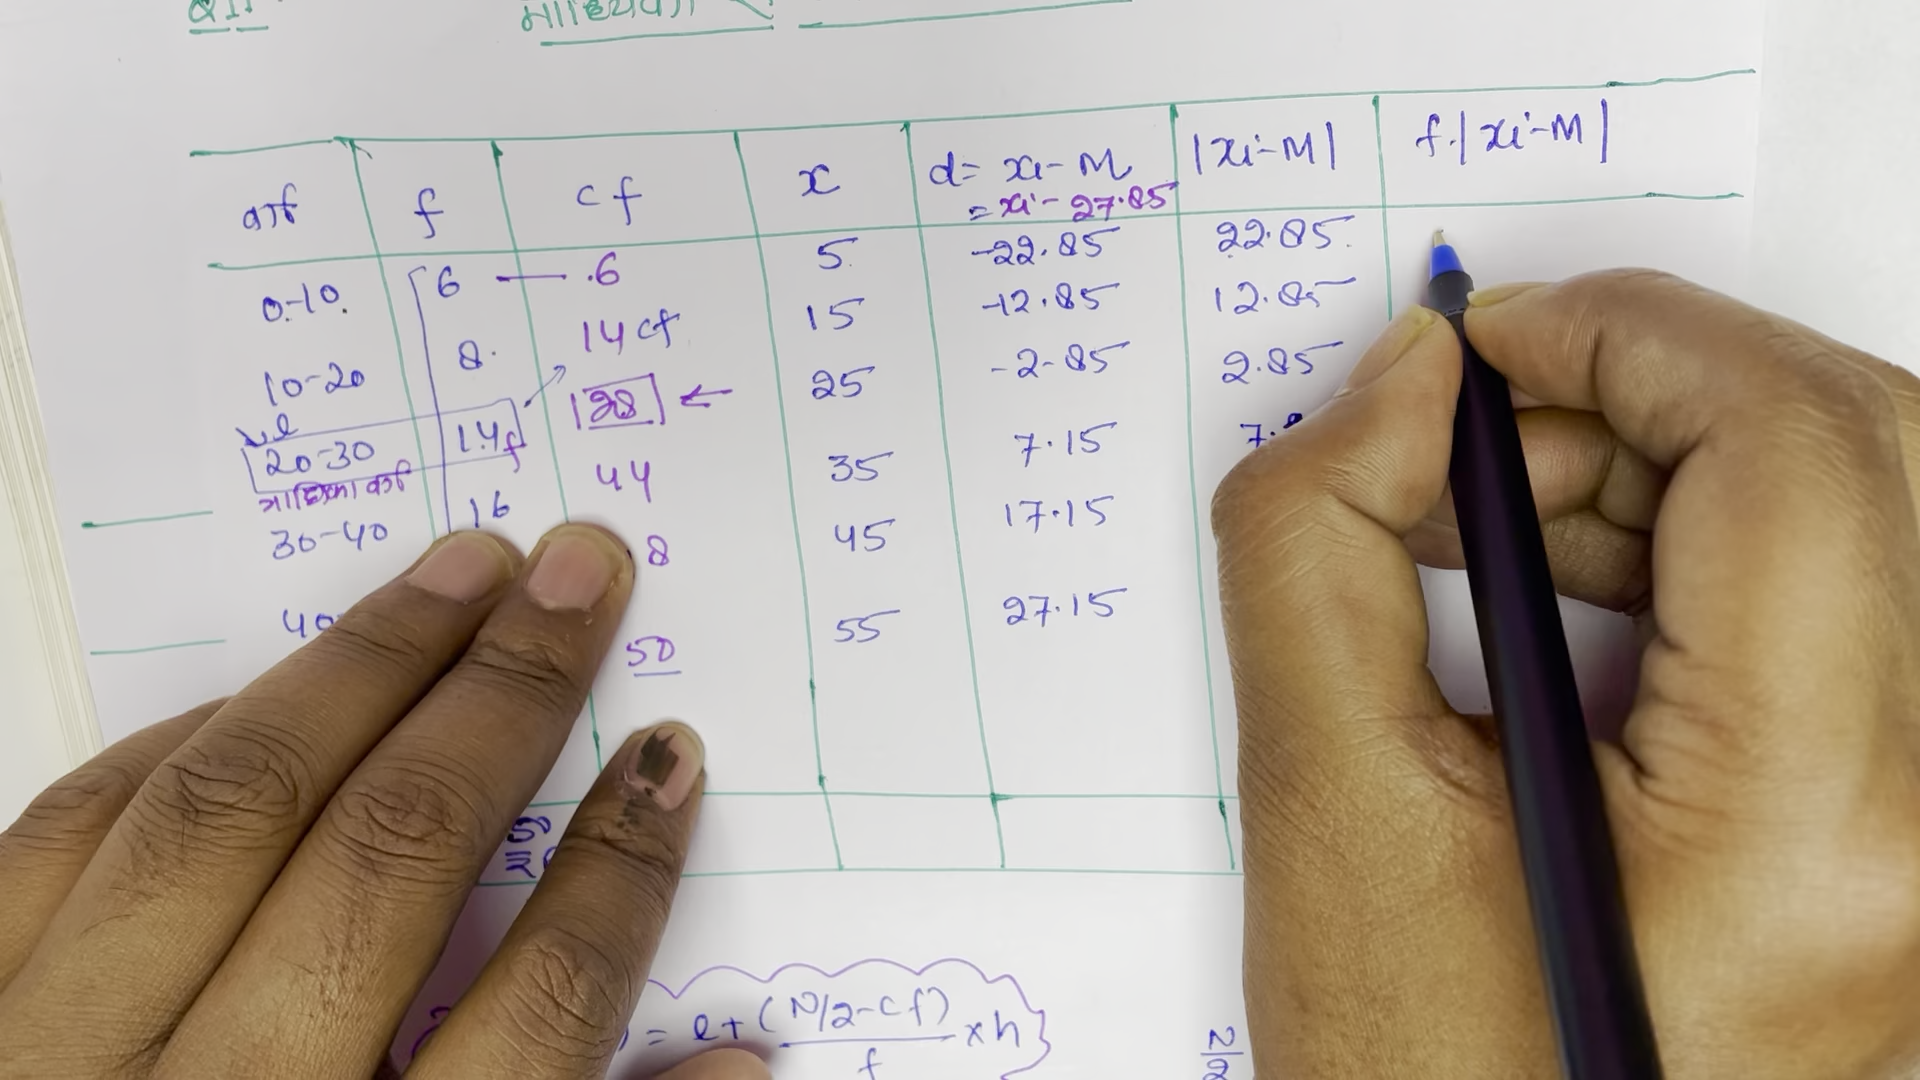 वर्ग f cf x d= xi - M |xi - M| f.|xi - M|
= xi - 27.85
0-10. 6 — .6 5. -22.85 22.85.
10-20 8. 14 cf 15 -12.85 12.85
l
20-30 14 f 28 ← 25 -2.85 2.85
माध्यिका वर्ग
30-40 16 44 35 7.15
8 45 17.15
50 55 27.15
= l + (N/2 - cf) / f × h
N/2